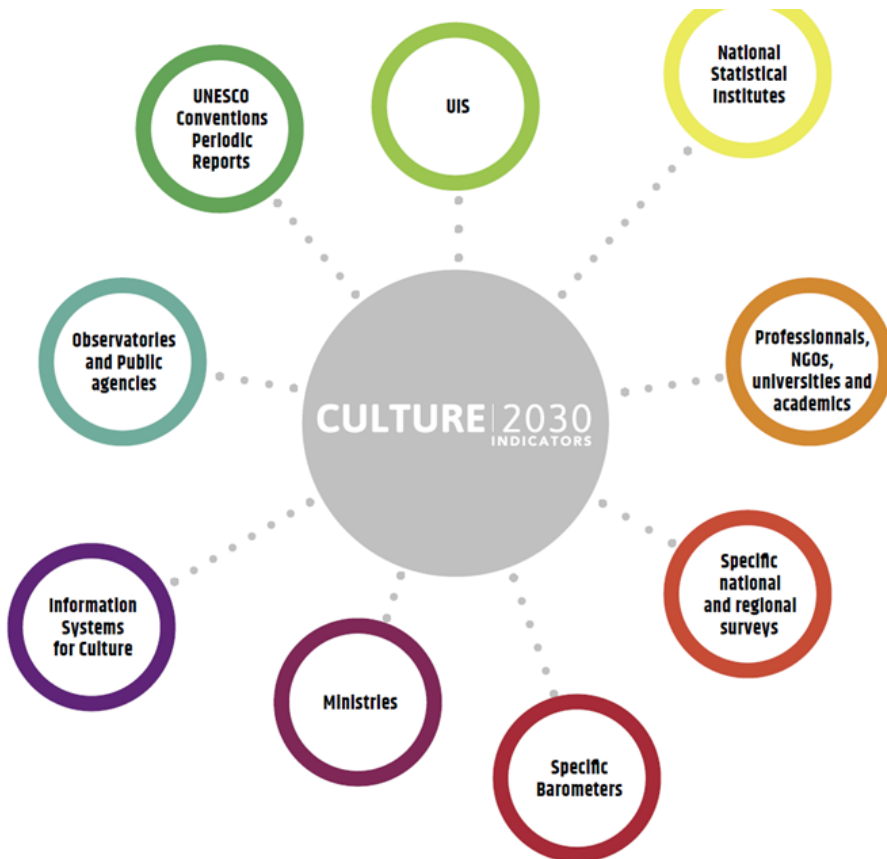 UNESCO
Conventions
Periodic
Reports
UIS
National
Statistical
Institutes
Observatories
and Public
agencies
Professionnals,
NGOs,
universities and
academics
CULTURE|2030
INDICATORS
Information
Systems
for Culture
Specific
national
and regional
surveys
Ministries
Specific
Barometers